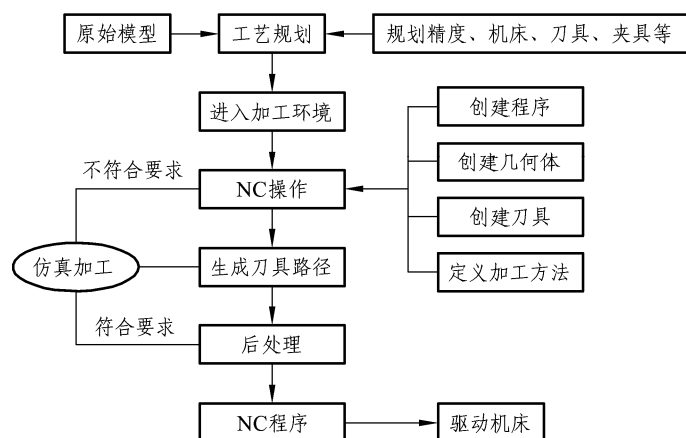 原始模型
工艺规划
规划精度、机床、刀具、夹具等
进入加工环境
创建程序
不符合要求
创建几何体
NC操作
创建刀具
仿真加工
生成刀具路径
定义加工方法
符合要求
后处理
NC程序
驱动机床